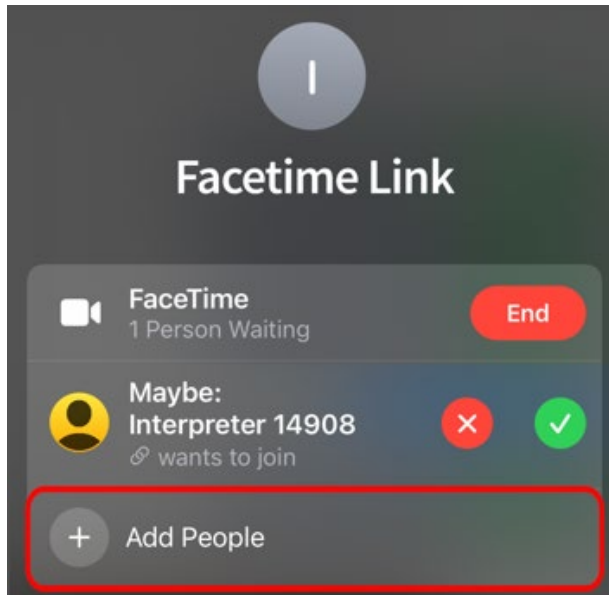 I
Facetime Link
FaceTime
End
1 Person Waiting
Maybe:
Interpreter 14908
wants to join
Add People